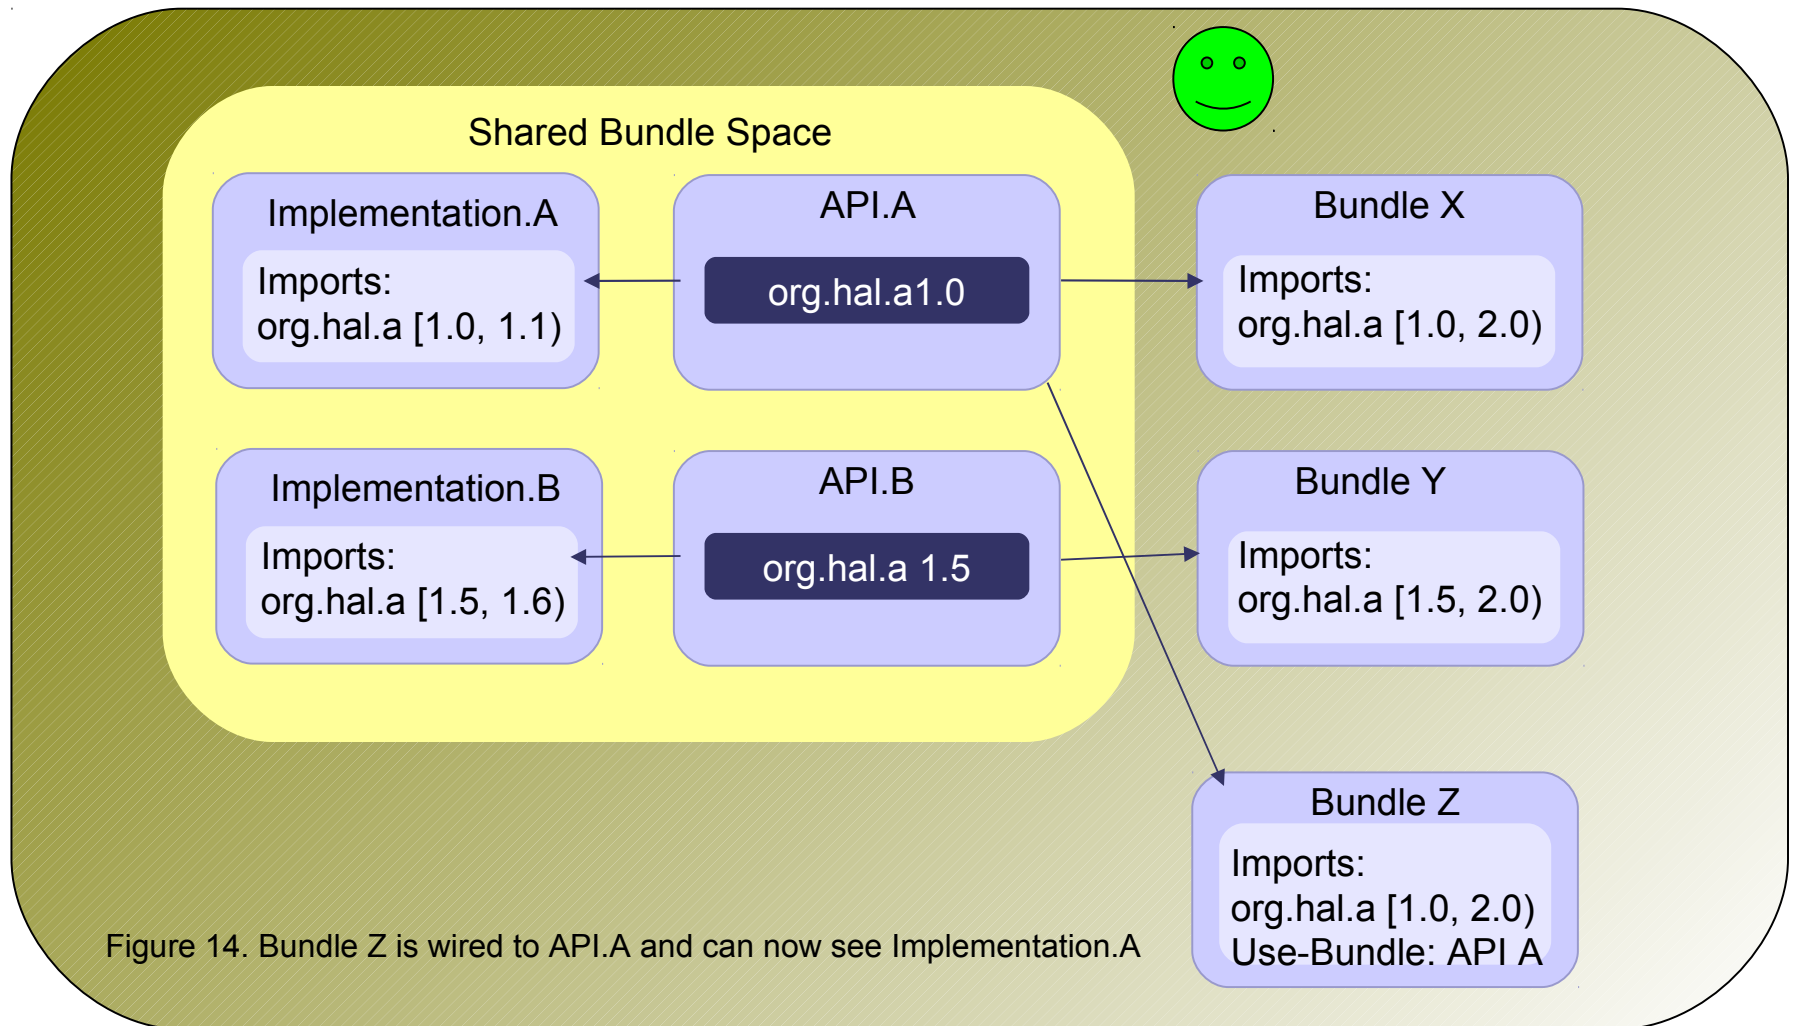 Shared Bundle Space
Implementation.A
Imports:
org.hal.a [1.0, 1.1)
API.A
org.hal.a1.0
Bundle X
Imports:
org.hal.a [1.0, 2.0)
Implementation.B
Imports:
org.hal.a [1.5, 1.6)
API.B
org.hal.a 1.5
Bundle Y
Imports:
org.hal.a [1.5, 2.0)
Bundle Z
Imports:
org.hal.a [1.0, 2.0)
Use-Bundle: API A
Figure 14. Bundle Z is wired to API.A and can now see Implementation.A